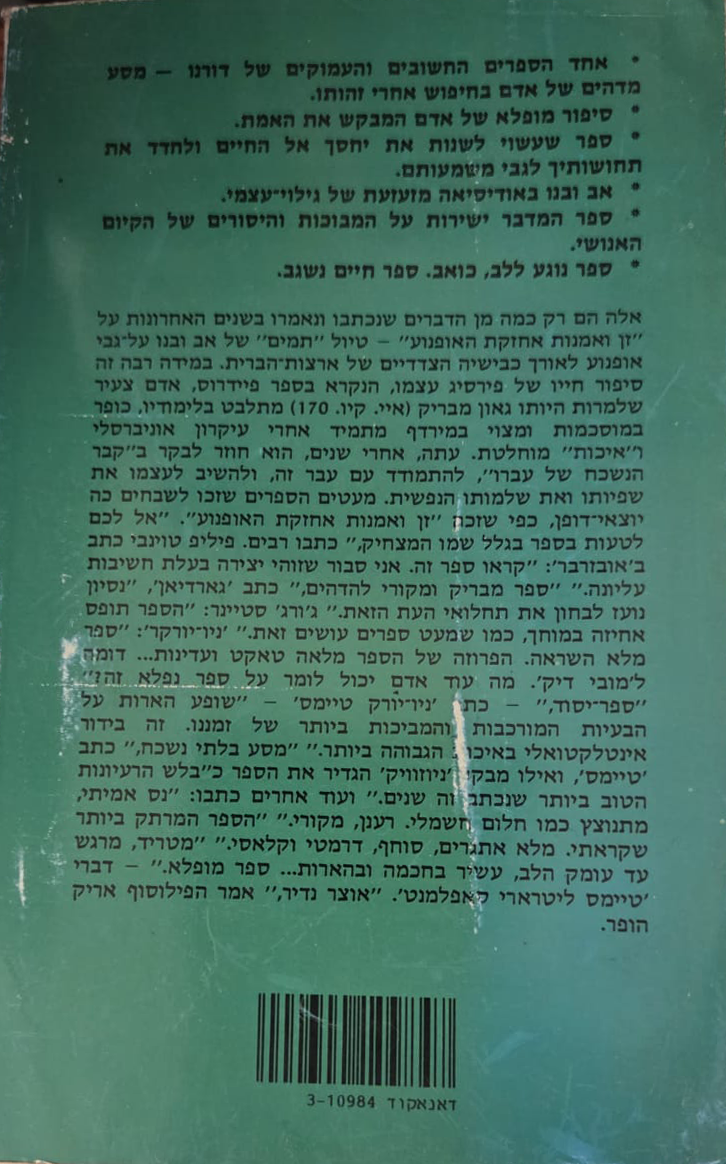 * אחד הספרים החשובים והעמוקים של דורנו – מסע
מדהים של אדם בחיפוש אחרי זהותו.
* סיפור מופלא של אדם המבקש את האמת.
* ספר שעשוי לשנות את יחסך אל החיים ולחדד את
תחושותיך לגבי משמעותם.
* אב ובנו באודיסיאה מזעזעת של גילוי־עצמי.
* ספר המדבר ישירות על המבוכות והיסורים של הקיום
האנושי.
* ספר נוגע ללב, כואב. ספר חיים נשגב.
אלה הם רק כמה מן הדברים שנכתבו ונאמרו בשנים האחרונות על
"זן ואמנות אחזקת האופנוע" – טיול "תמים" של אב ובנו על־גבי
אופנוע לאורך כבישיה הצדדיים של ארצות־הברית. במידה רבה זה
סיפור חייו של פירסיג עצמו, הנקרא בספר פיידרוס, אדם צעיר
שלמרות היותו גאון מבריק (איי. קיו. 170) מתלבט בלימודיו, כופר
במוסכמות ומצוי במירדף מתמיד אחרי עיקרון אוניברסלי
ו"איכות" מוחלטת. עתה, אחרי שנים, הוא חוזר לבקר ב"קבר
הנשכח של עברו", להתמודד עם עבר זה, ולהשיב לעצמו את
שפיותו ואת שלמותו הנפשית. מעטים הספרים שזכו לשבחים כה
יוצאי־דופן, כפי שזכה "זן ואמנות אחזקת האופנוע". "אל לכם
לטעות בספר בגלל שמו המצחיק," כתבו רבים. פיליפ טוינבי כתב
ב'אובזרבר': "קראו ספר זה. אני סבור שזוהי יצירה בעלת חשיבות
עליונה." "ספר מבריק ומקורי להדהים," כתב 'גארדיאן', "נסיון
נועז לבחון את תחלואי העת הזאת." ג'ורג' סטיינר: "הספר תופס
אחיזה במוחך, כמו שמעט ספרים עושים זאת." 'ניו־יורקר': "ספר
מלא השראה. הפרוזה של הספר מלאה טאקט ועדינות... דומה
ל'מובי דיק'. מה עוד אדם יכול לומר על ספר נפלא זה?"
"ספר־יסוד," – כתב 'ניו־יורק טיימס' – "שופע הארות על
הבעיות המורכבות והמביכות ביותר של זמננו. זה בידור
אינטלקטואלי באיכות הגבוהה ביותר." "מסע בלתי נשכח," כתב
'טיימס', ואילו מבקר 'ניוזוויק' הגדיר את הספר כ"בלש הרעיונות
הטוב ביותר שנכתב זה שנים." ועוד אחרים כתבו: "נס אמיתי,
מתנוצץ כמו חלום חשמלי. רענן, מקורי." "הספר המרתק ביותר
שקראתי. מלא אתגרים, סוחף, דרמטי וקלאסי." "מטריד, מרגש
עד עומק הלב, עשיר בחכמה ובהארות... ספר מופלא." – דברי
'טיימס ליטרארי סאפלמנט'. "אוצר נדיר," אמר הפילוסוף אריק
הופר.
דאנאקוד 3-10984